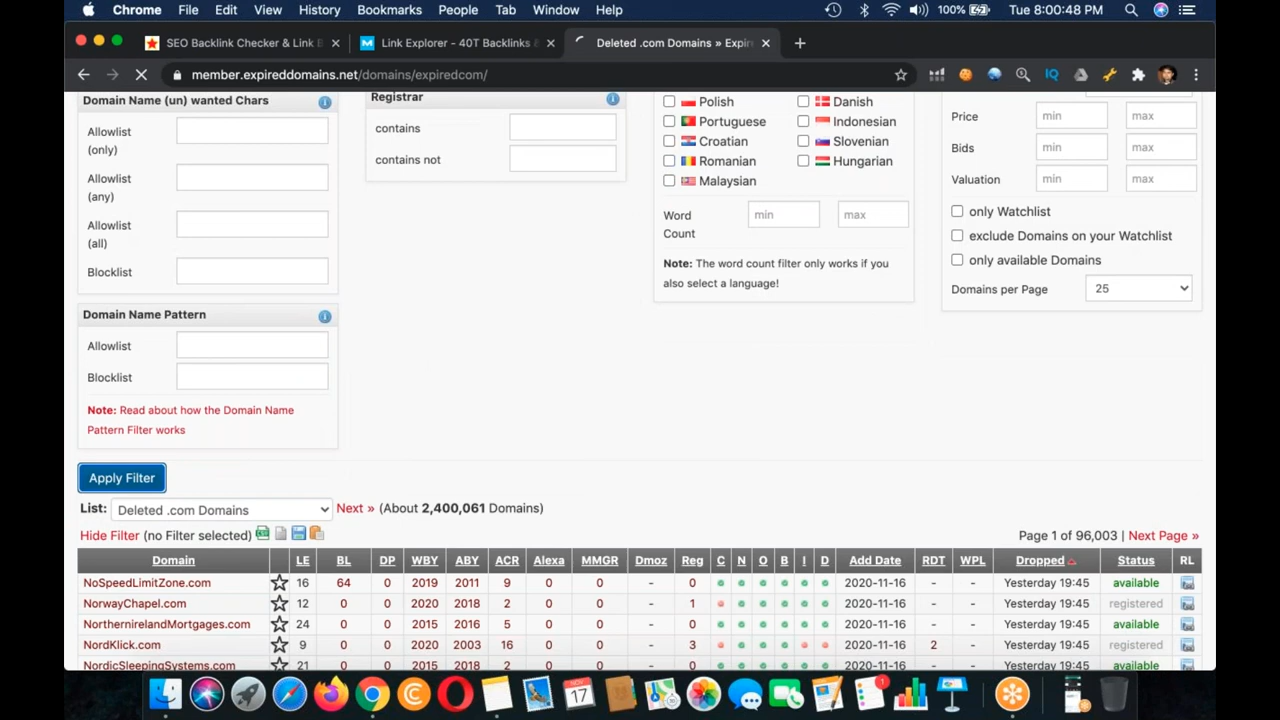 Chrome File Edit View History Bookmarks People Tab Window Help 100% Tue 8:00:48 PM
SEO Backlink Checker & Link B Link Explorer - 40T Backlinks & Deleted .com Domains » Expir
member.expireddomains.net/domains/expiredcom/
Domain Name (un) wanted Chars
Allowlist
(only)
Allowlist
(any)
Allowlist
(all)
Blocklist
Domain Name Pattern
Allowlist
Blocklist
Note: Read about how the Domain Name
Pattern Filter works
Registrar
contains
contains not
Polish Danish
Portuguese Indonesian
Croatian Slovenian
Romanian Hungarian
Malaysian
Word
Count
min max
Note: The word count filter only works if you
also select a language!
Price min max
Bids min max
Valuation min max
only Watchlist
exclude Domains on your Watchlist
only available Domains
Domains per Page 25
Apply Filter
List: Deleted .com Domains Next » (About 2,400,061 Domains)
Hide Filter (no Filter selected) Page 1 of 96,003 | Next Page »
Domain LE BL DP WBY ABY ACR Alexa MMGR Dmoz Reg C N O B I D Add Date RDT WPL Dropped Status RL
NoSpeedLimitZone.com 16 64 0 2019 2011 9 0 0 - 0 2020-11-16 - - Yesterday 19:45 available
NorwayChapel.com 12 0 0 2020 2018 2 0 0 - 1 2020-11-16 - - Yesterday 19:45 registered
NorthernirelandMortgages.com 24 0 0 2015 2016 5 0 0 - 0 2020-11-16 - - Yesterday 19:45 available
NordKlick.com 9 0 0 2020 2003 16 0 0 - 3 2020-11-16 2 - Yesterday 19:45 registered
NordicSleepingSystems.com 21 0 0 2015 2018 2 0 0 - 0 2020-11-16 - - Yesterday 19:45 available
NOV
17
1